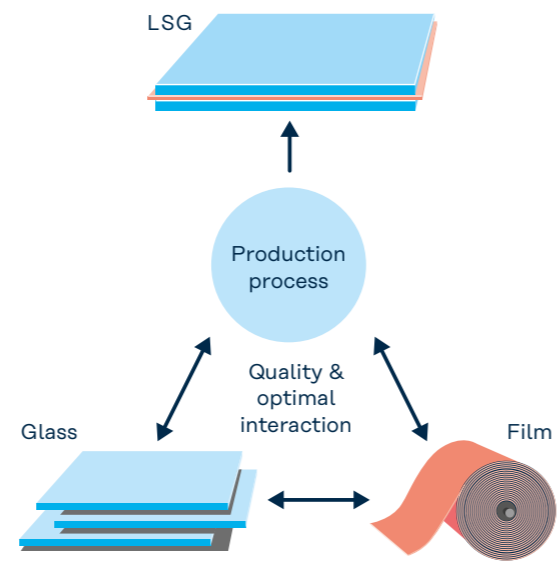 LSG
Production
process
Quality &
optimal
interaction
Glass
Film